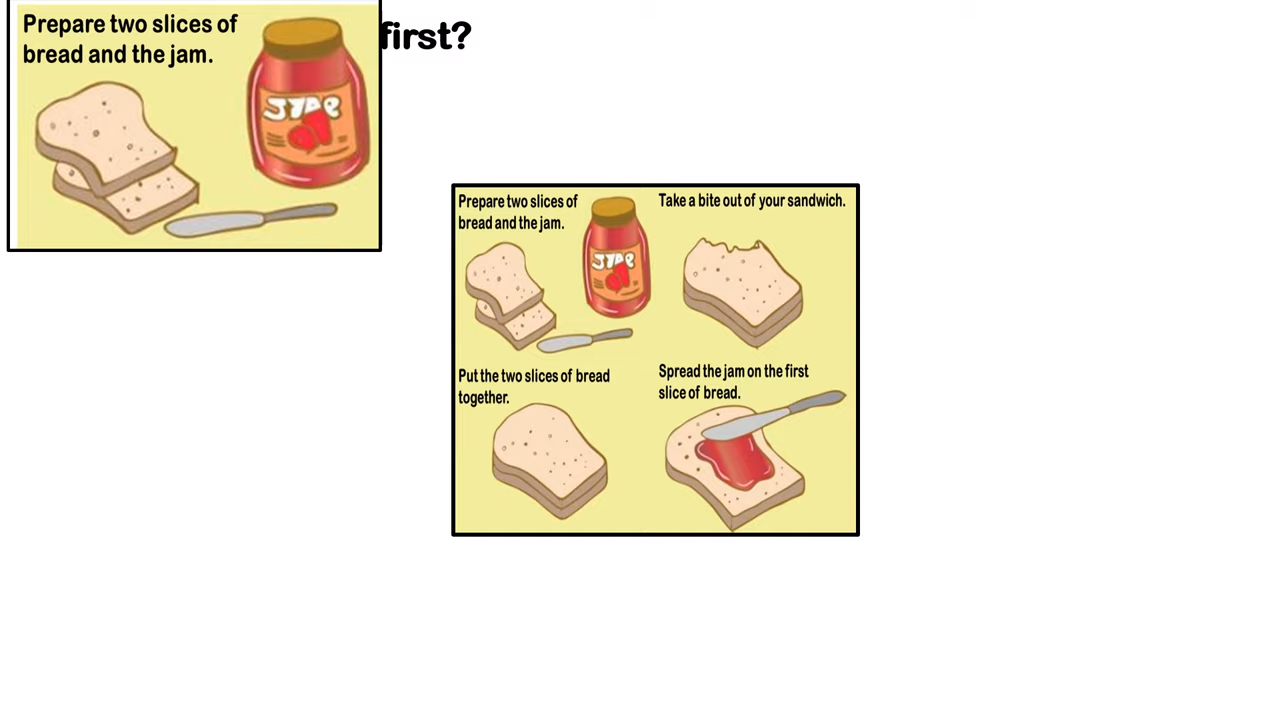 Prepare two slices of
bread and the jam.
first?
Prepare two slices of
bread and the jam.
Take a bite out of your sandwich.
Put the two slices of bread
together.
Spread the jam on the first
slice of bread.